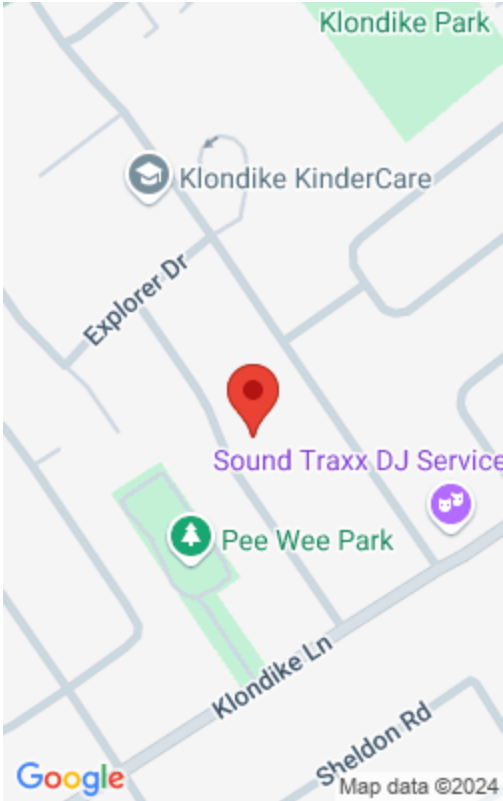 Klondike Park
Klondike KinderCare
Explorer Dr
Sound Traxx DJ Service
Pee Wee Park
Klondike Ln
Sheldon Rd
Google
Map data ©2024